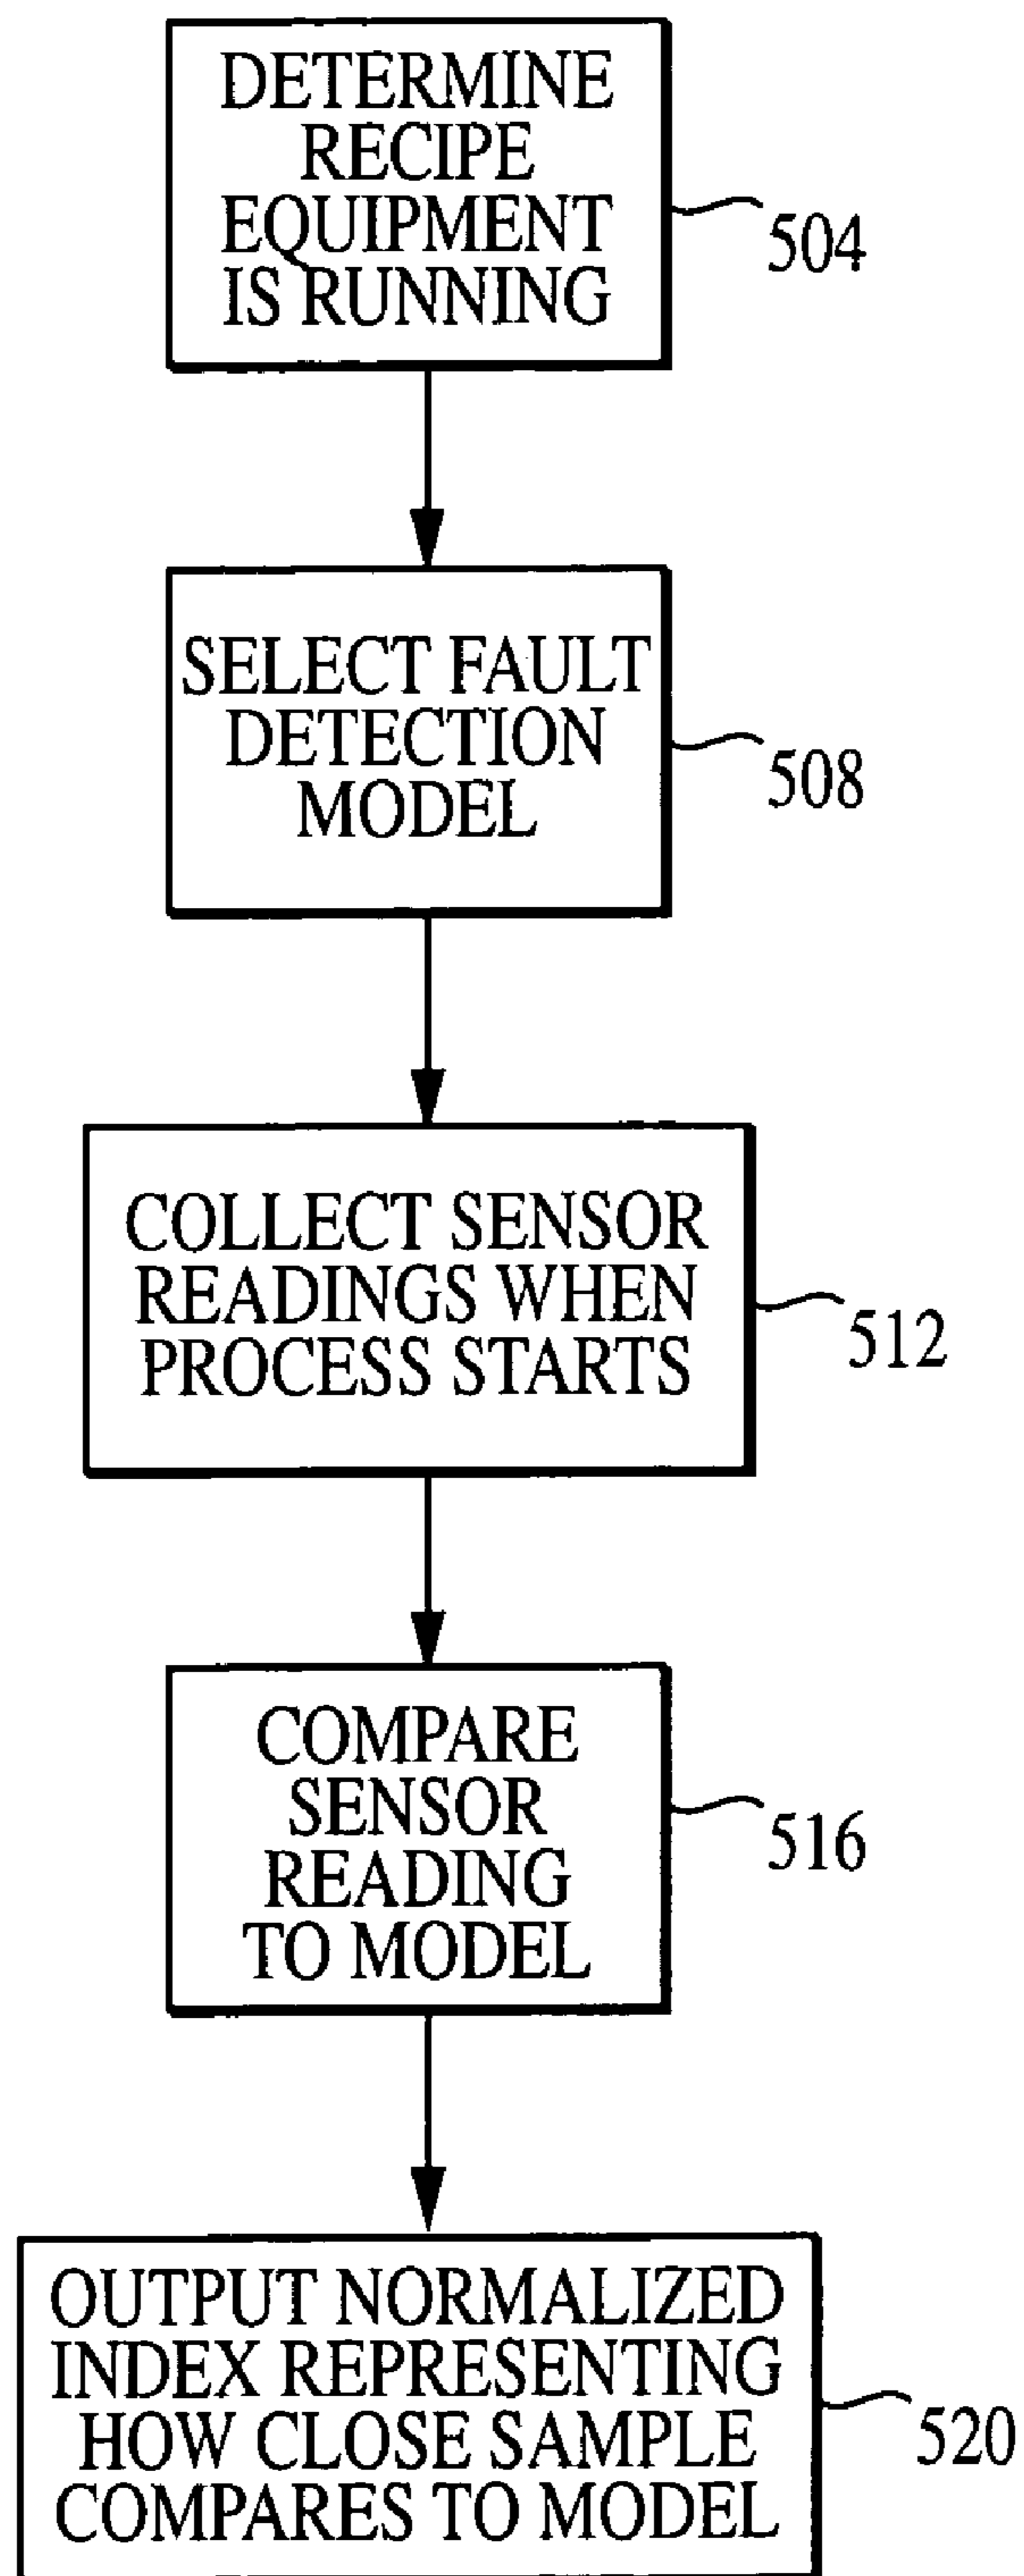 DETERMINE
RECIPE
EQUIPMENT
IS RUNNING
504
SELECT FAULT
DETECTION
MODEL
508
COLLECT SENSOR
READINGS WHEN
PROCESS STARTS
512
COMPARE
SENSOR
READING
TO MODEL
516
OUTPUT NORMALIZED
INDEX REPRESENTING
HOW CLOSE SAMPLE
COMPARES TO MODEL
520